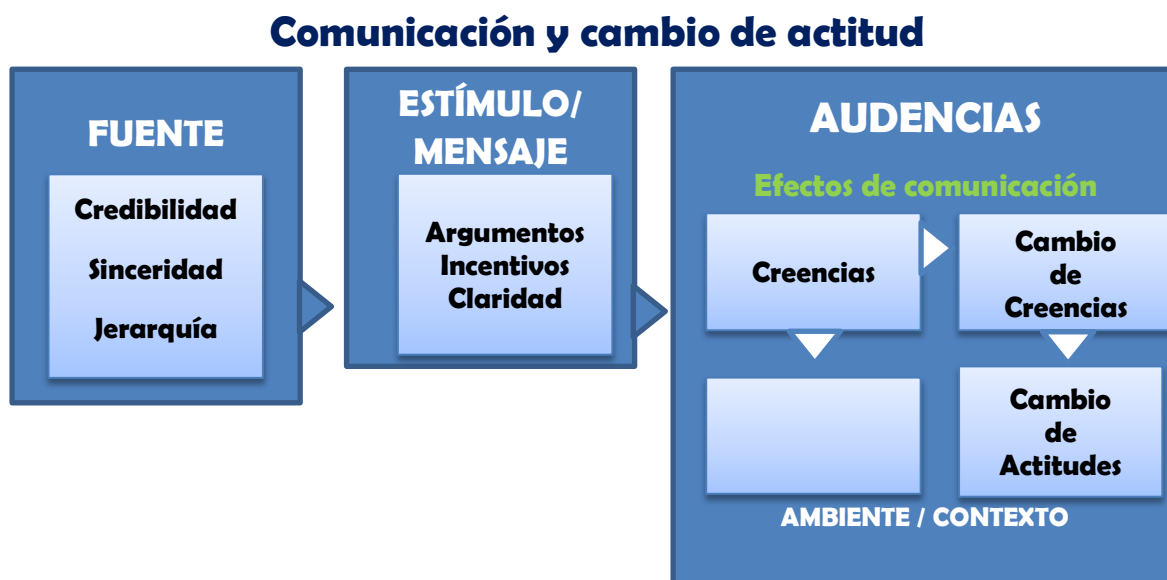 Comunicación y cambio de actitud
FUENTE
Credibilidad
Sinceridad
Jerarquía
ESTÍMULO/
MENSAJE
Argumentos
Incentivos
Claridad
AUDENCIAS
Efectos de comunicación
Creencias
Cambio
de
Creencias
Cambio
de
Actitudes
AMBIENTE / CONTEXTO